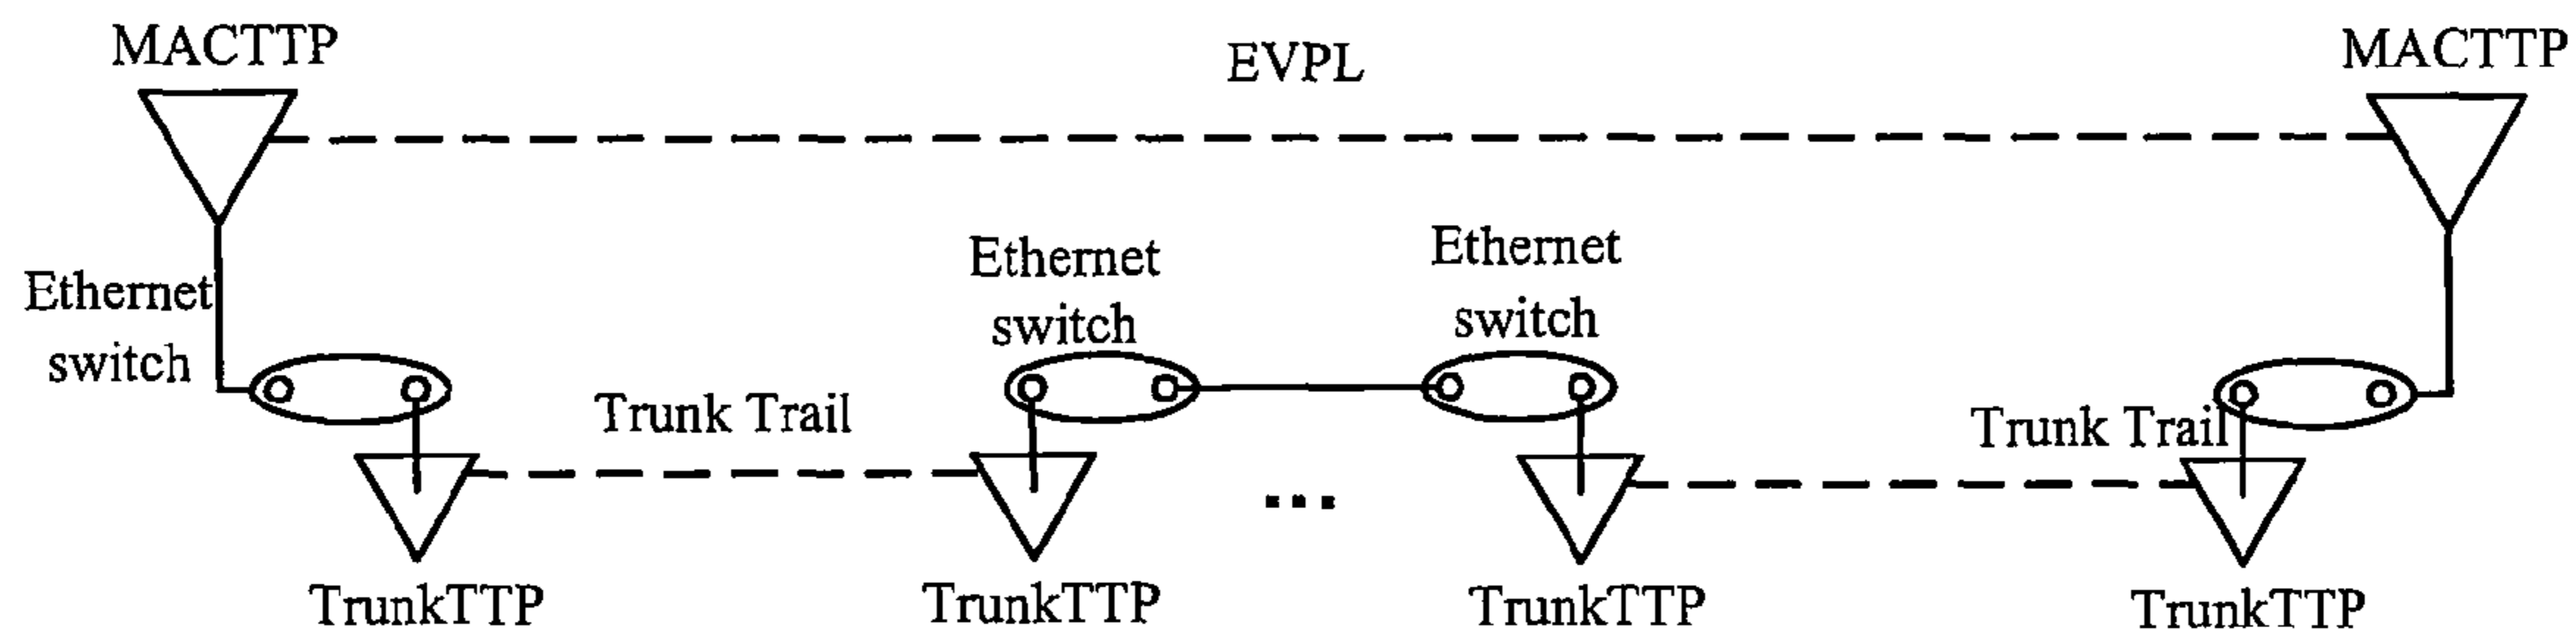 MACTTP
EVPL
MACTTP
Ethernet
switch
Ethernet
switch
Ethernet
switch
Trunk Trail
Trunk Trail
...
TrunkTTP
TrunkTTP
TrunkTTP
TrunkTTP